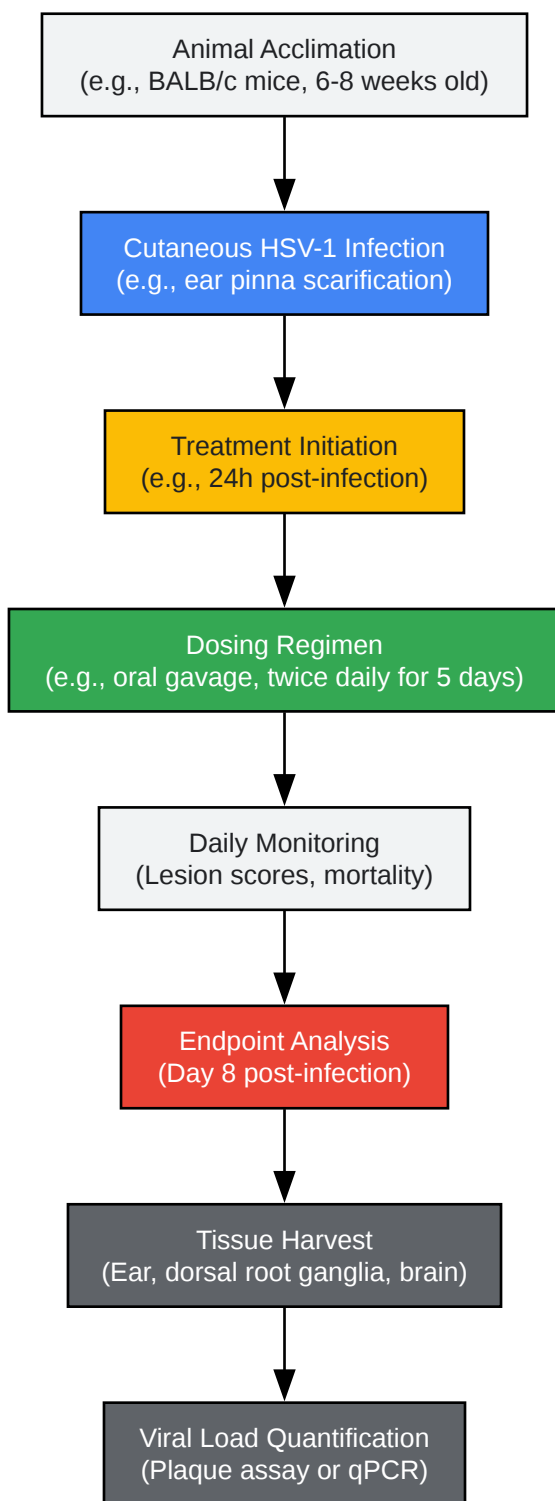 Animal Acclimation
(e.g., BALB/c mice, 6-8 weeks old)
Cutaneous HSV-1 Infection
(e.g., ear pinna scarification)
Treatment Initiation
(e.g., 24h post-infection)
Dosing Regimen
(e.g., oral gavage, twice daily for 5 days)
Daily Monitoring
(Lesion scores, mortality)
Endpoint Analysis
(Day 8 post-infection)
Tissue Harvest
(Ear, dorsal root ganglia, brain)
Viral Load Quantification
(Plaque assay or qPCR)